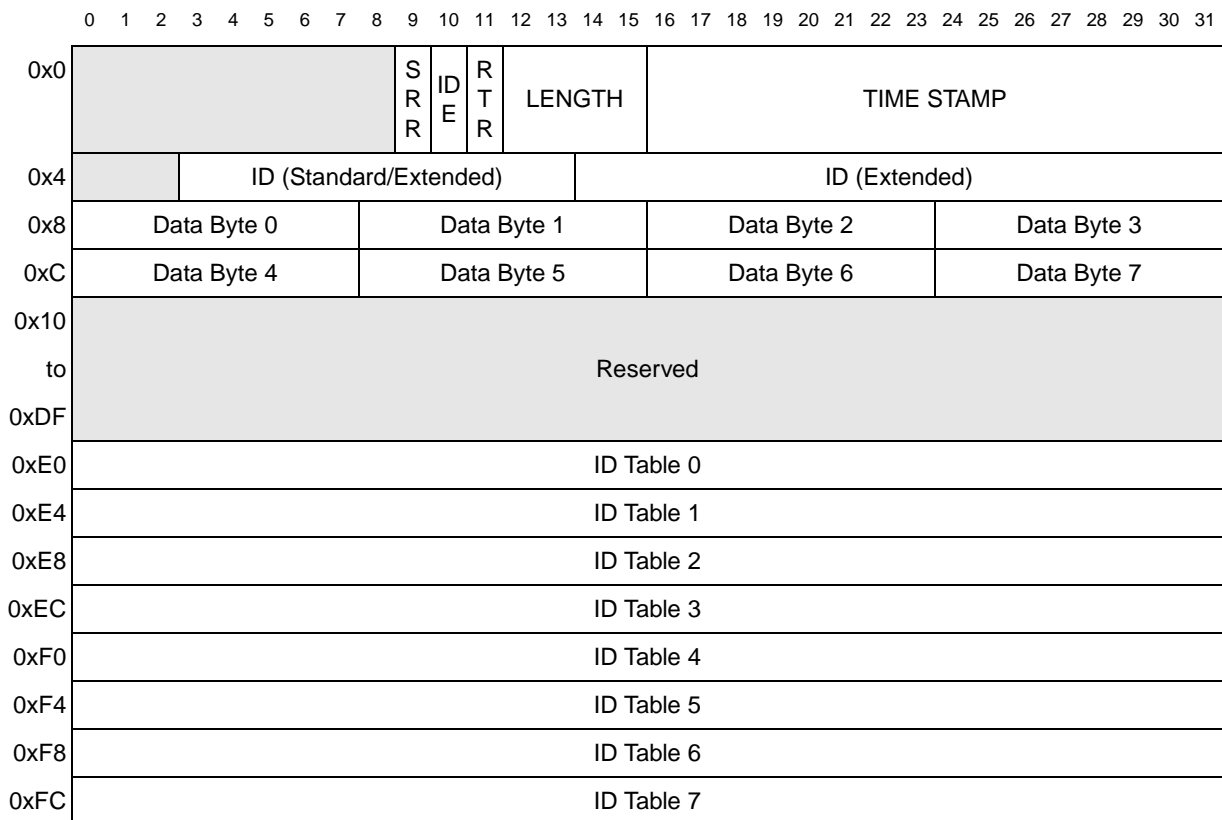 0 1 2 3 4 5 6 7 8 9 10 11 12 13 14 15 16 17 18 19 20 21 22 23 24 25 26 27 28 29 30 31
0x0 SRR IDE RTR LENGTH TIME STAMP
0x4 ID (Standard/Extended) ID (Extended)
0x8 Data Byte 0 Data Byte 1 Data Byte 2 Data Byte 3
0xC Data Byte 4 Data Byte 5 Data Byte 6 Data Byte 7
0x10
to Reserved
0xDF
0xE0 ID Table 0
0xE4 ID Table 1
0xE8 ID Table 2
0xEC ID Table 3
0xF0 ID Table 4
0xF4 ID Table 5
0xF8 ID Table 6
0xFC ID Table 7